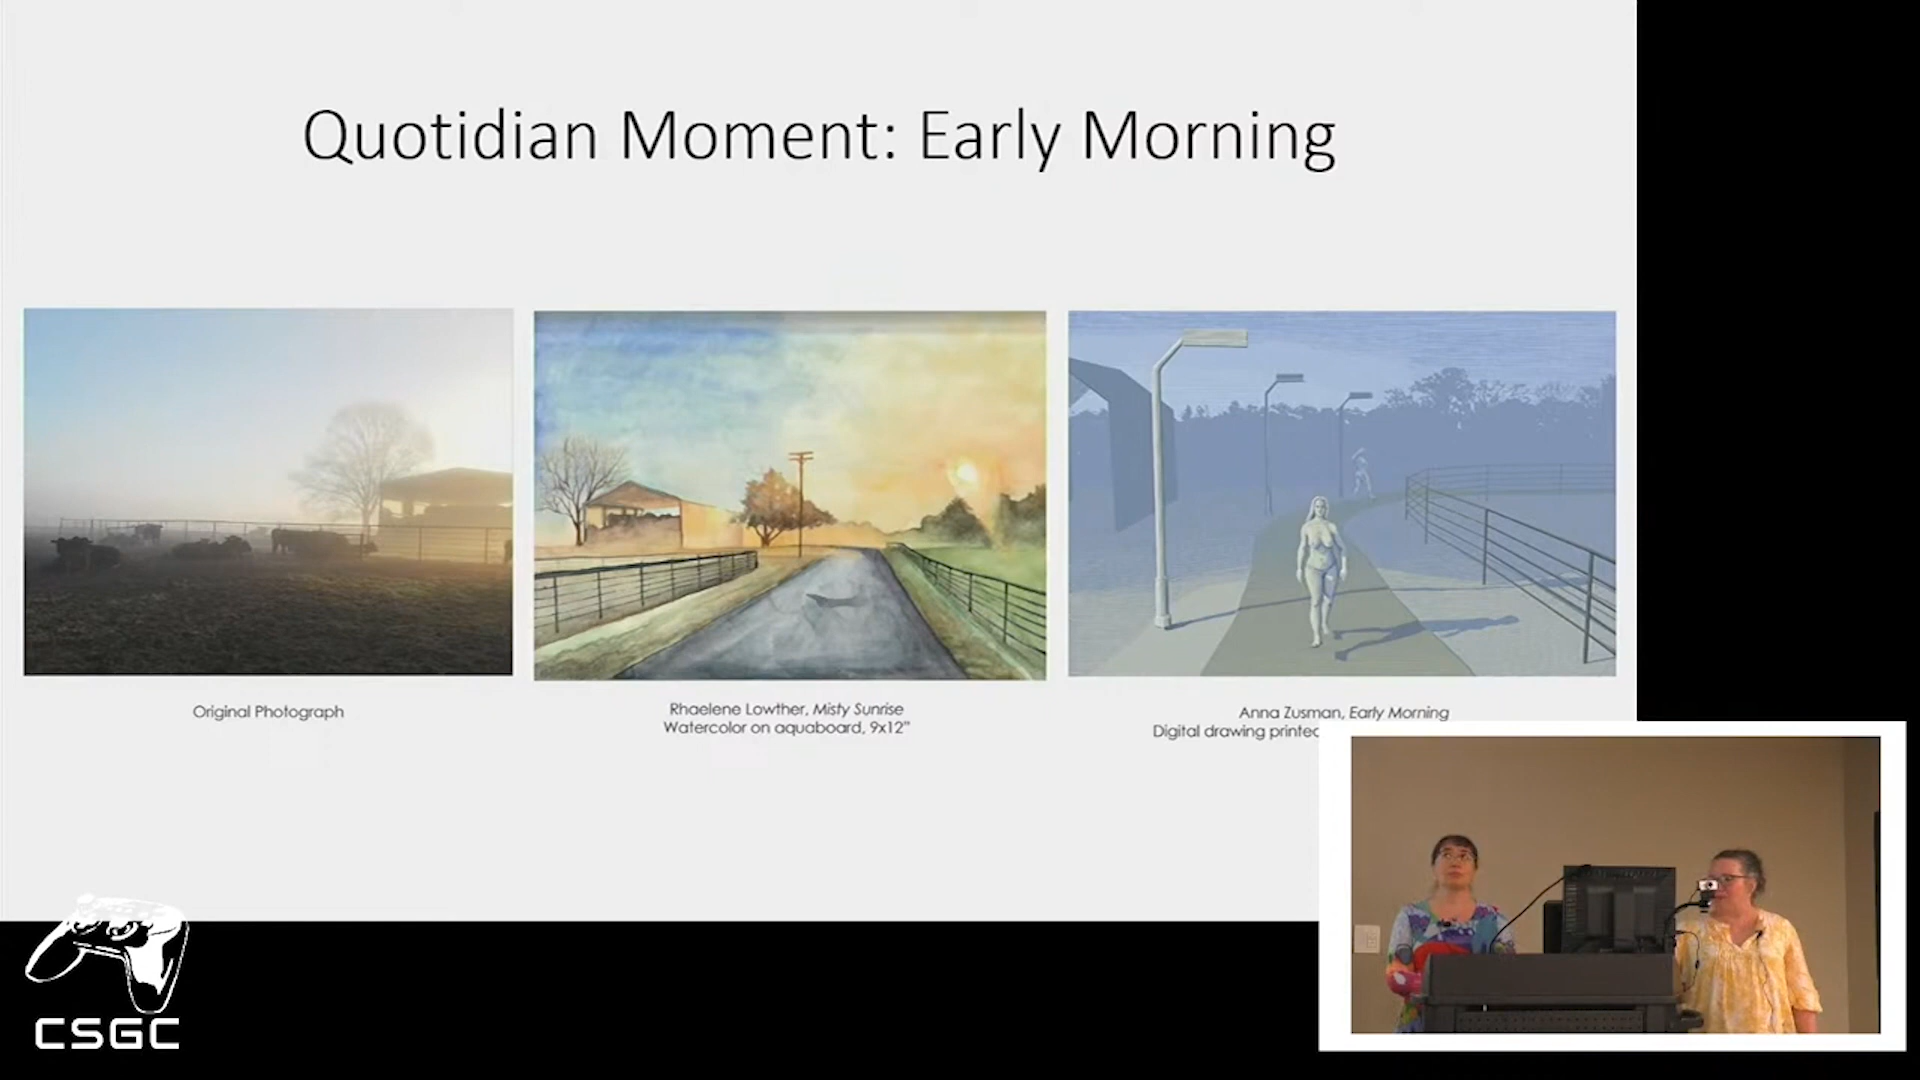 Quotidian Moment: Early Morning
Original Photograph
Rhaelene Lowther, Misty Sunrise
Watercolor on aquaboard, 9x12"
Anna Zusman, Early Morning
Digital drawing printed
CSGC